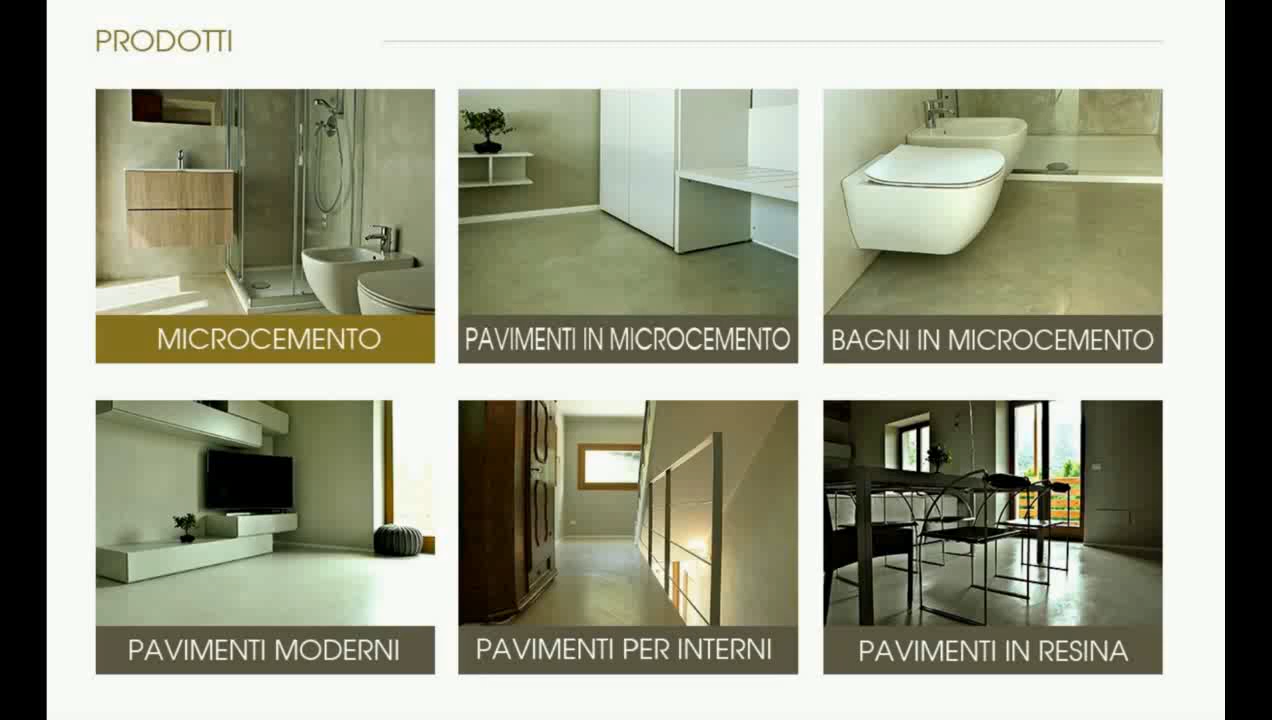 PRODOTTI
MICROCEMENTO
PAVIMENTI IN MICROCEMENTO
BAGNI IN MICROCEMENTO
PAVIMENTI MODERNI
PAVIMENTI PER INTERNI
PAVIMENTI IN RESINA